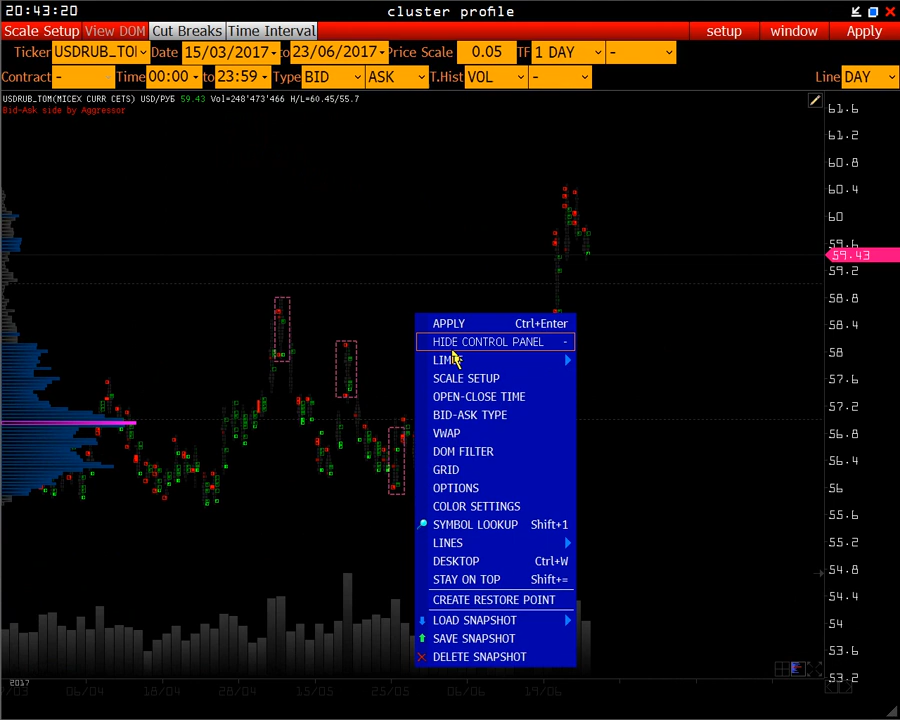 20:43:20 cluster profile
Scale Setup View DOM Cut Breaks Time Interval setup window Apply
Ticker USDRUB_TO Date 15/03/2017 to 23/06/2017 Price Scale 0.05 TF 1 DAY -
Contract - Time 00:00 to 23:59 Type BID ASK T.Hist VOL - Line DAY
USDRUB_TOM(MICEX CURR CETS) USD/РУБ 59.43 Vol=248'473'466 H/L=60.45/55.7
Bid-Ask side by Aggressor
61.6
61.2
60.8
60.4
60
59.6
59.43
59.2
58.8
58.4
58
57.6
57.2
56.8
56.4
56
55.6
55.2
54.8
54.4
54
53.6
53.2
APPLY Ctrl+Enter
HIDE CONTROL PANEL -
SCALE SETUP
OPEN-CLOSE TIME
BID-ASK TYPE
VWAP
DOM FILTER
GRID
OPTIONS
COLOR SETTINGS
SYMBOL LOOKUP Shift+1
LINES
DESKTOP Ctrl+W
STAY ON TOP Shift+=
CREATE RESTORE POINT
LOAD SNAPSHOT
SAVE SNAPSHOT
DELETE SNAPSHOT
2017
/03 06/04 18/04 28/04 15/05 25/05 06/06 19/06